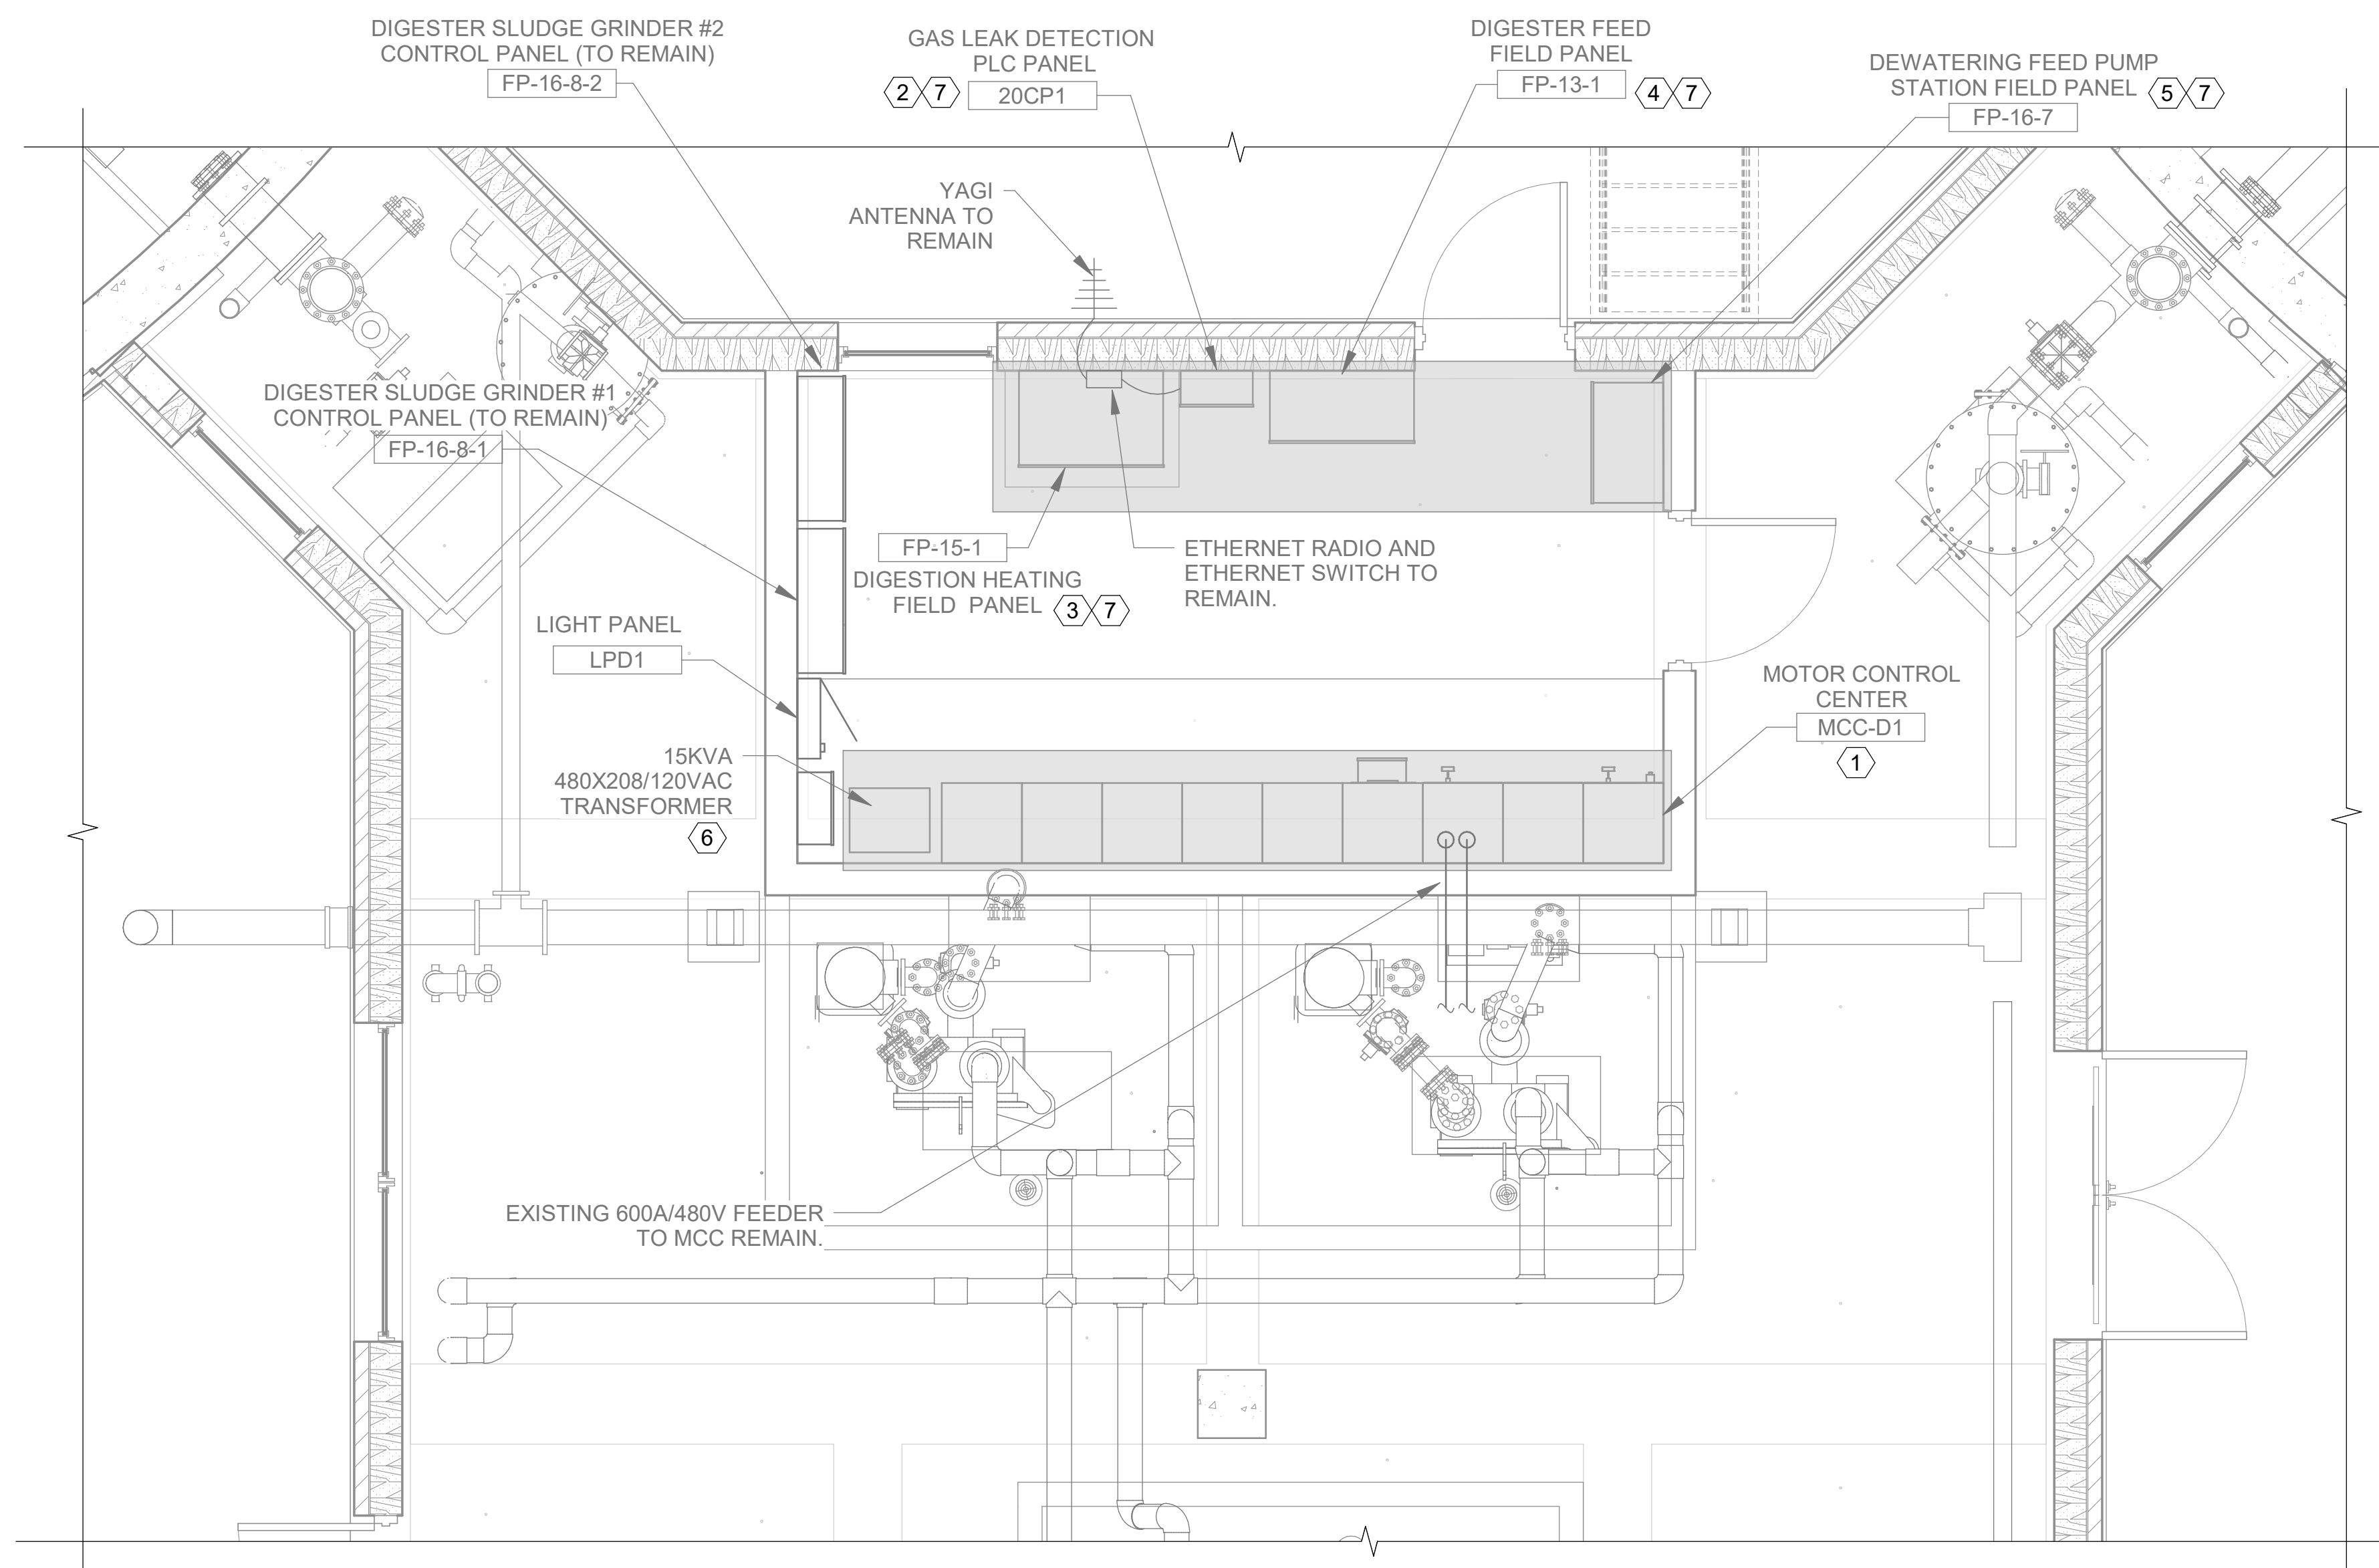 DIGESTER SLUDGE GRINDER #2
CONTROL PANEL (TO REMAIN)
FP-16-8-2
GAS LEAK DETECTION
PLC PANEL
2 7
20CP1
DIGESTER FEED
FIELD PANEL
FP-13-1
4 7
DEWATERING FEED PUMP
STATION FIELD PANEL
5 7
FP-16-7
YAGI
ANTENNA TO
REMAIN
DIGESTER SLUDGE GRINDER #1
CONTROL PANEL (TO REMAIN)
FP-16-8-1
FP-15-1
DIGESTION HEATING
FIELD PANEL
3 7
ETHERNET RADIO AND
ETHERNET SWITCH TO
REMAIN.
LIGHT PANEL
LPD1
MOTOR CONTROL
CENTER
MCC-D1
1
15KVA
480X208/120VAC
TRANSFORMER
6
EXISTING 600A/480V FEEDER
TO MCC REMAIN.